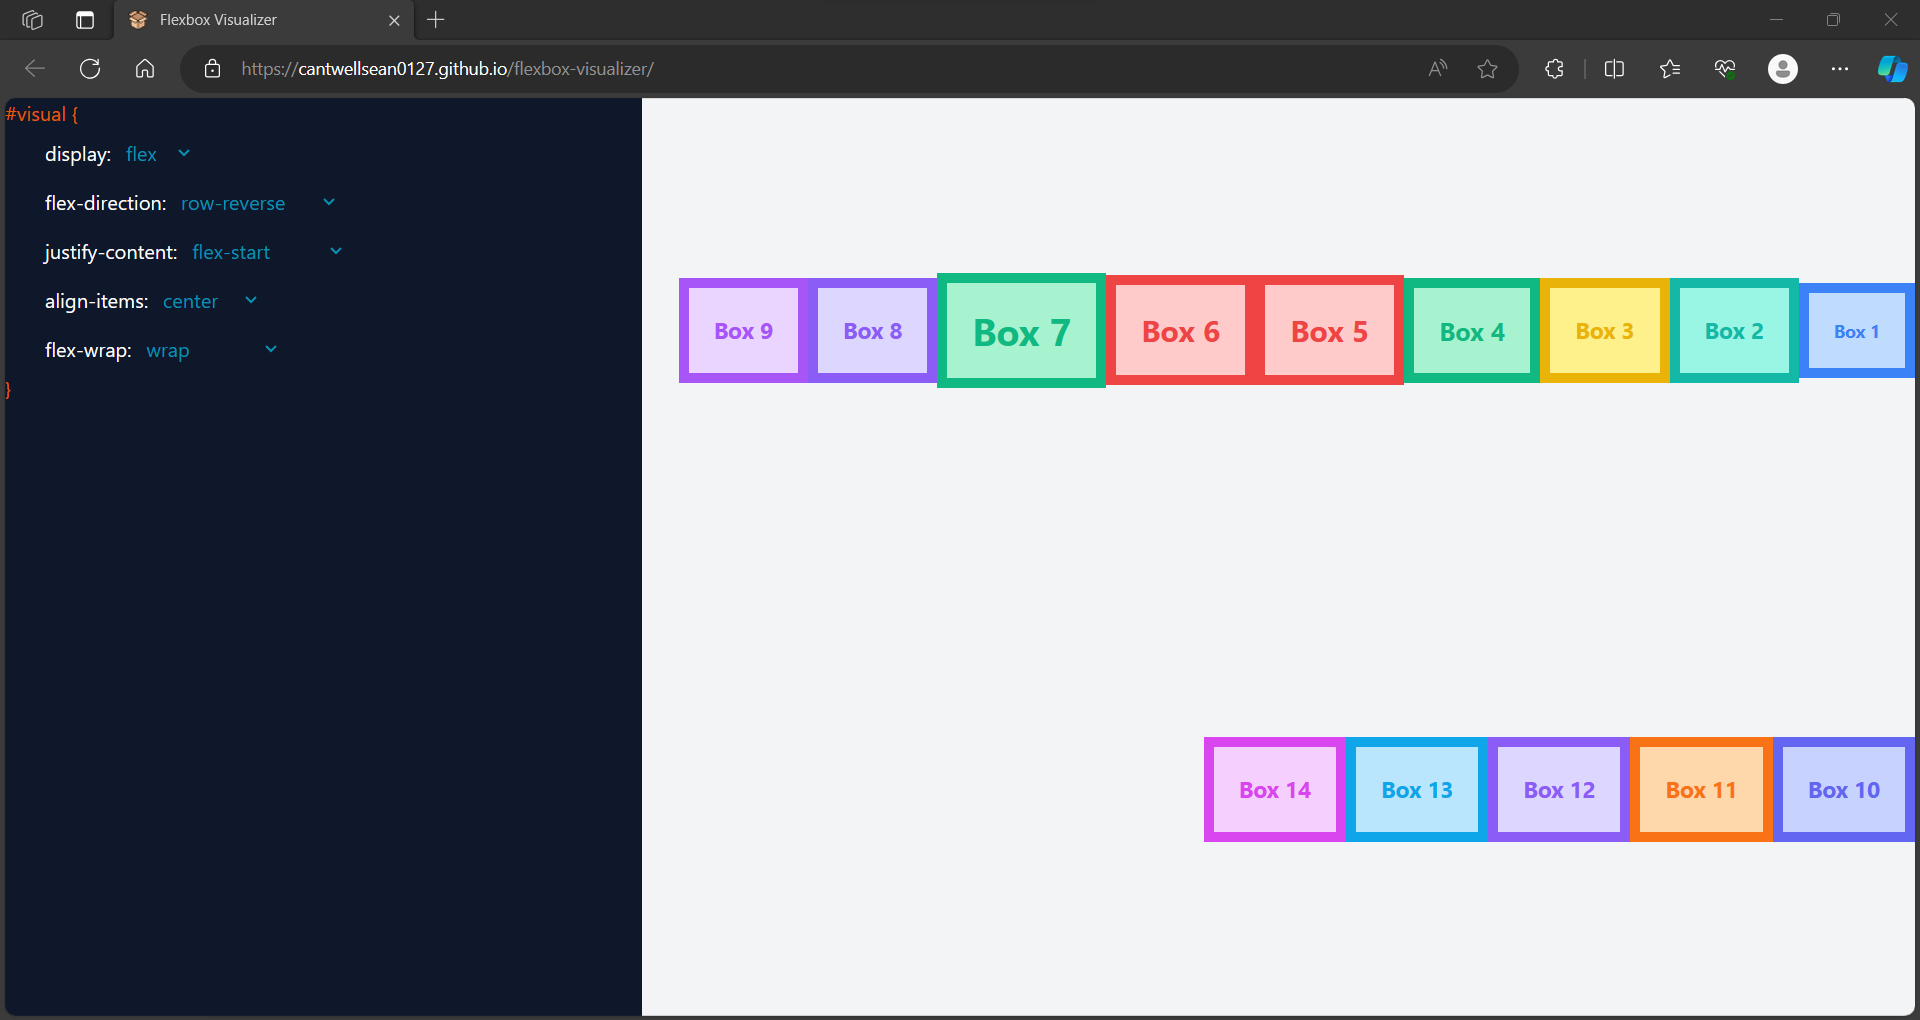 Flexbox Visualizer
https://cantwellsean0127.github.io/flexbox-visualizer/
#visual {
display: flex
flex-direction: row-reverse
justify-content: flex-start
align-items: center
flex-wrap: wrap
}
Box 9 Box 8 Box 7 Box 6 Box 5 Box 4 Box 3 Box 2 Box 1
Box 14 Box 13 Box 12 Box 11 Box 10